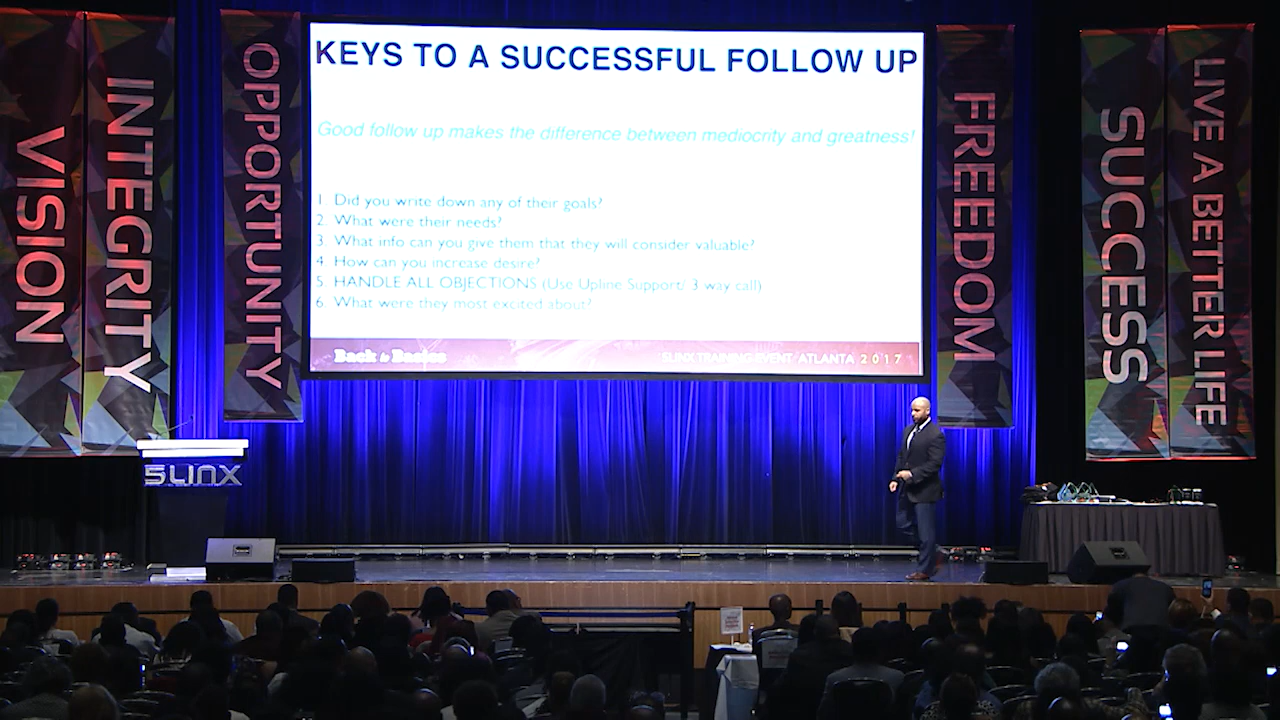 VISION
INTEGRITY
OPPORTUNITY
KEYS TO A SUCCESSFUL FOLLOW UP
Good follow up makes the difference between mediocrity and greatness!
1. Did you write down any of their goals?
2. What were their needs?
3. What info can you give them that they will consider valuable?
4. How can you increase desire?
5. HANDLE ALL OBJECTIONS (Use Upline Support/ 3 way call)
6. What were they most excited about?
Back to Basics
5LINX TRAINING EVENT ATLANTA 2017
FREEDOM
SUCCESS
LIVE A BETTER LIFE
5LINX